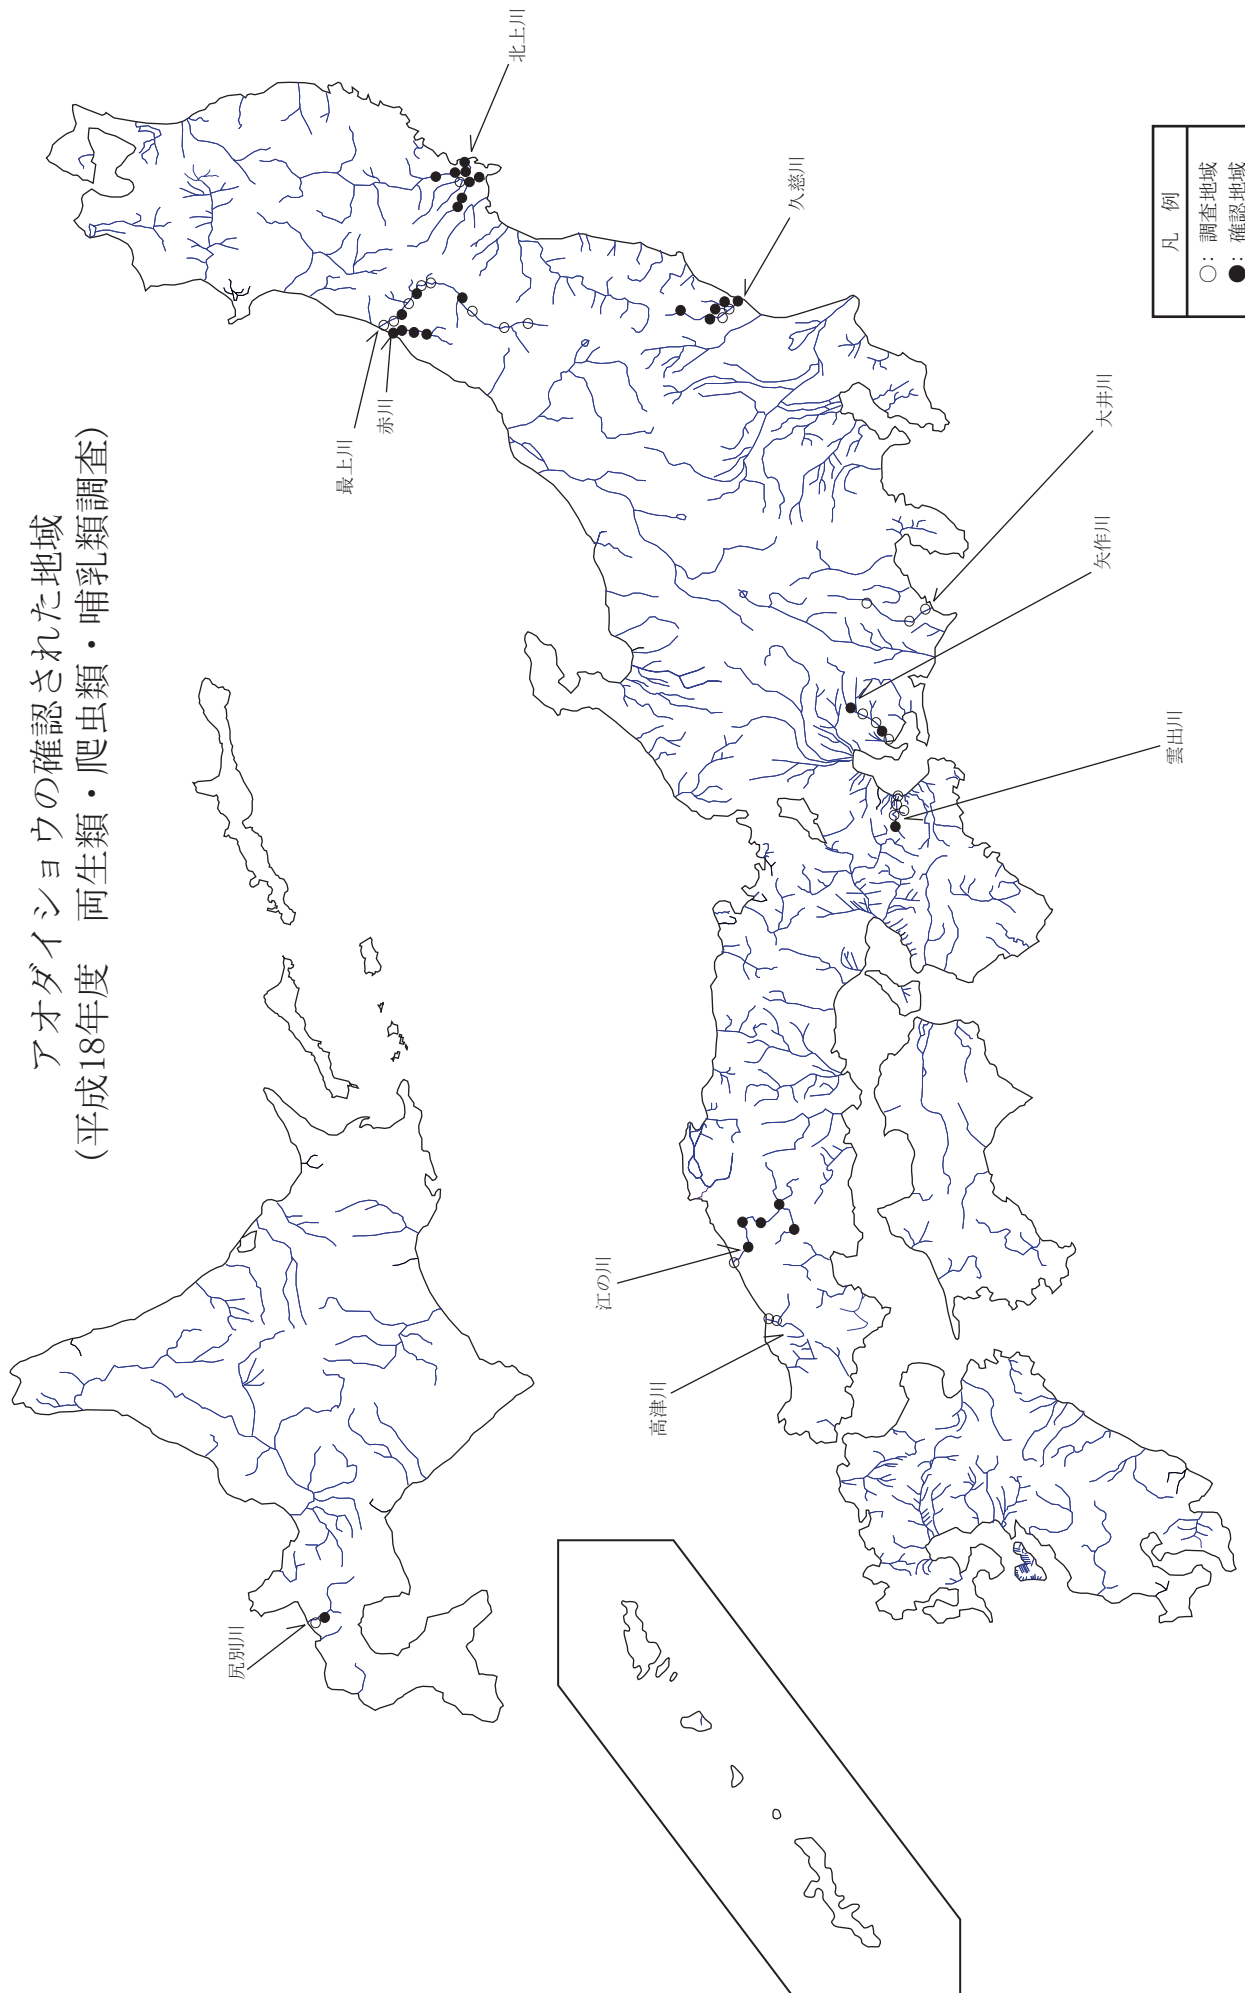 アオダイショウの確認された地域
(平成18年度　両生類・爬虫類・哺乳類調査)
北上川
久慈川
最上川
赤川
大井川
矢作川
雲出川
江の川
高津川
尻別川
凡　例
○：調査地域
●：確認地域